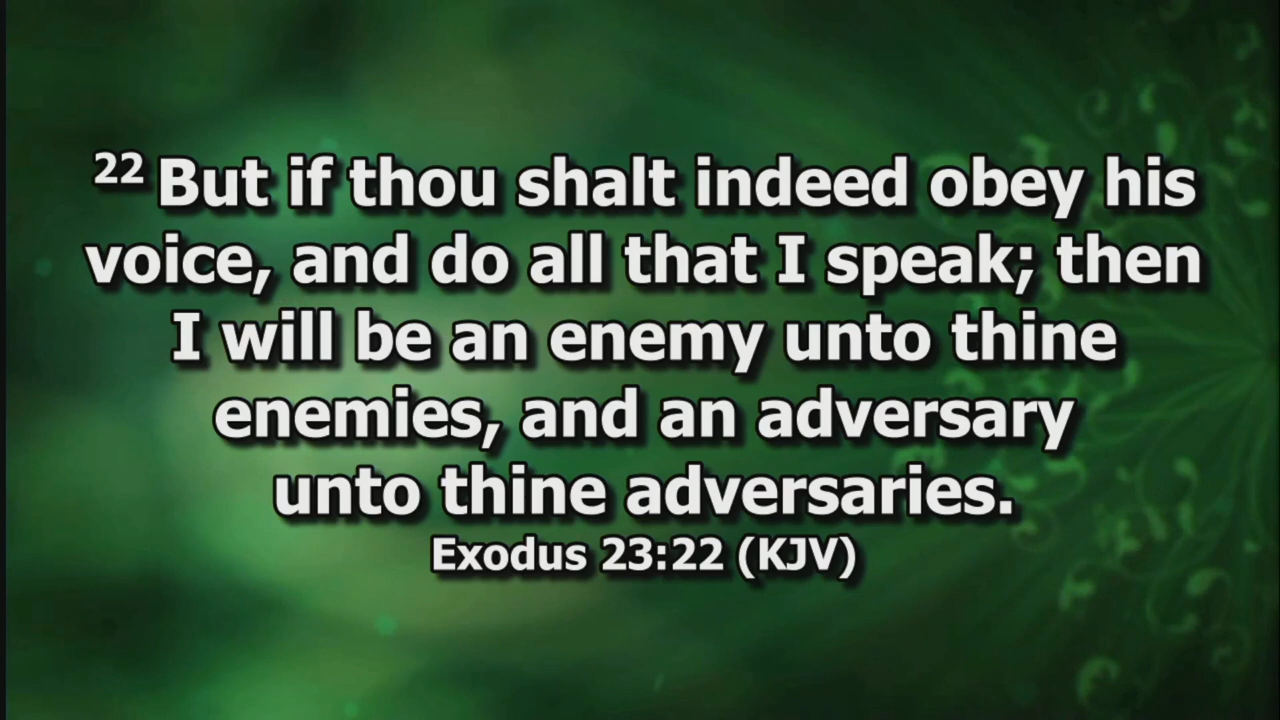 22 But if thou shalt indeed obey his
voice, and do all that I speak; then
I will be an enemy unto thine
enemies, and an adversary
unto thine adversaries.
Exodus 23:22 (KJV)